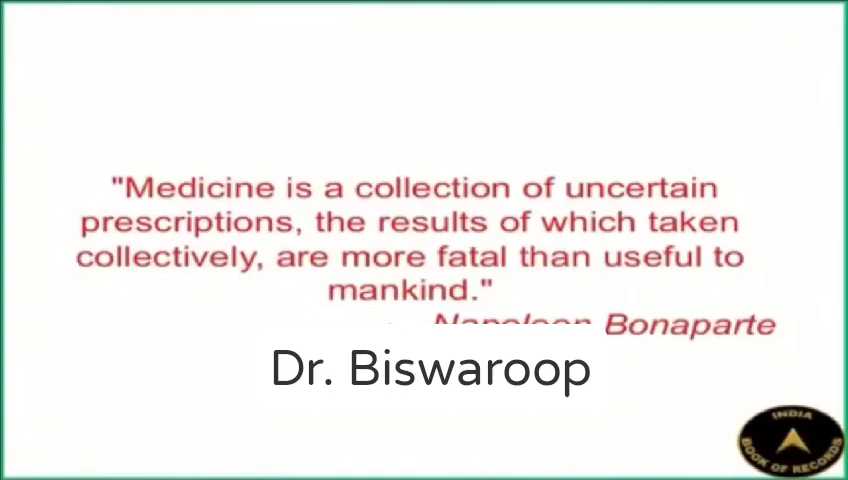 "Medicine is a collection of uncertain
prescriptions, the results of which taken
collectively, are more fatal than useful to
mankind."
Napoleon Bonaparte
Dr. Biswaroop
INDIA
BOOK OF RECORDS